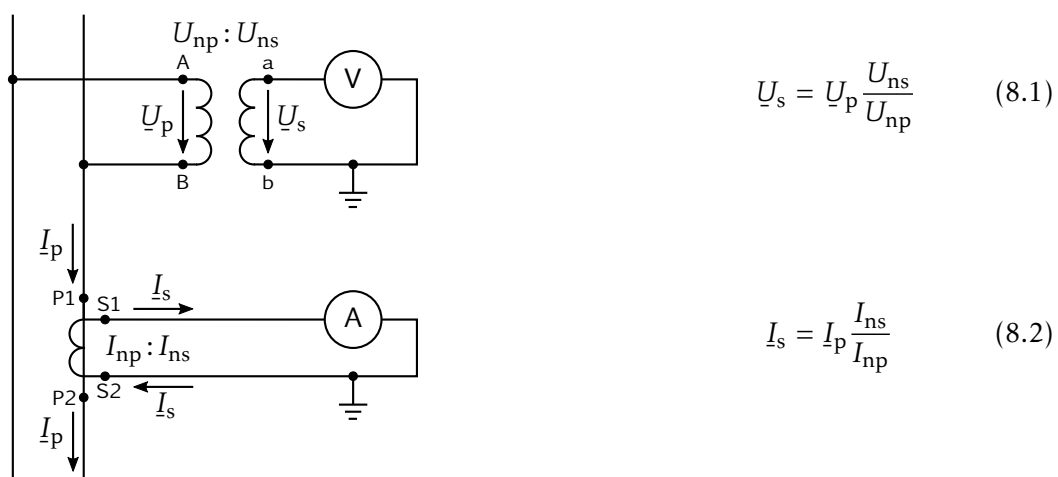 U_np : U_ns
A a
V
U_p U_s
B b
U_s = U_p U_ns / U_np (8.1)
I_p
P1 S1 I_s
A
I_np : I_ns
P2 S2 I_s
I_p
I_s = I_p I_ns / I_np (8.2)